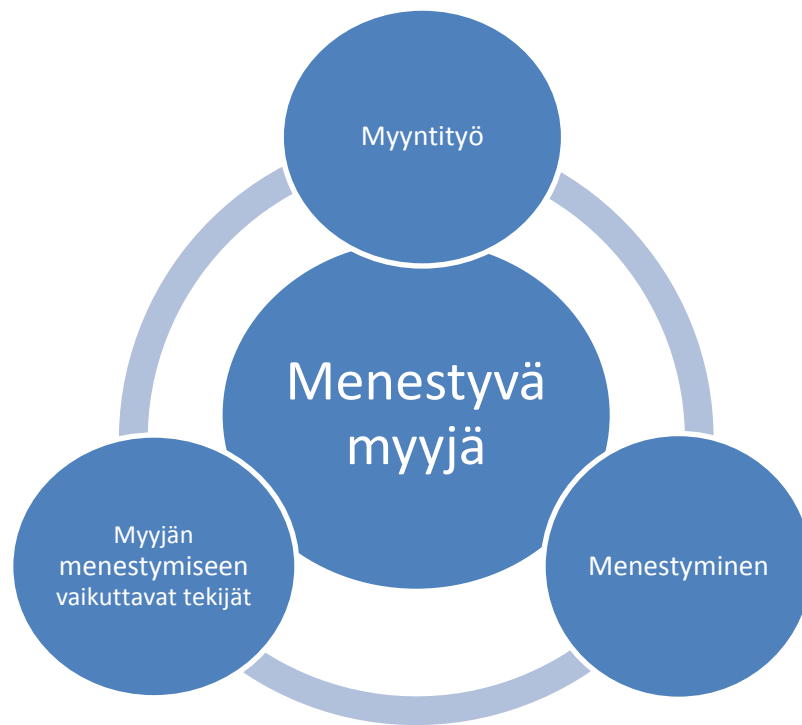 Myyntityö
Menestyvä
myyjä
Myyjän
menestymiseen
vaikuttavat tekijät
Menestyminen